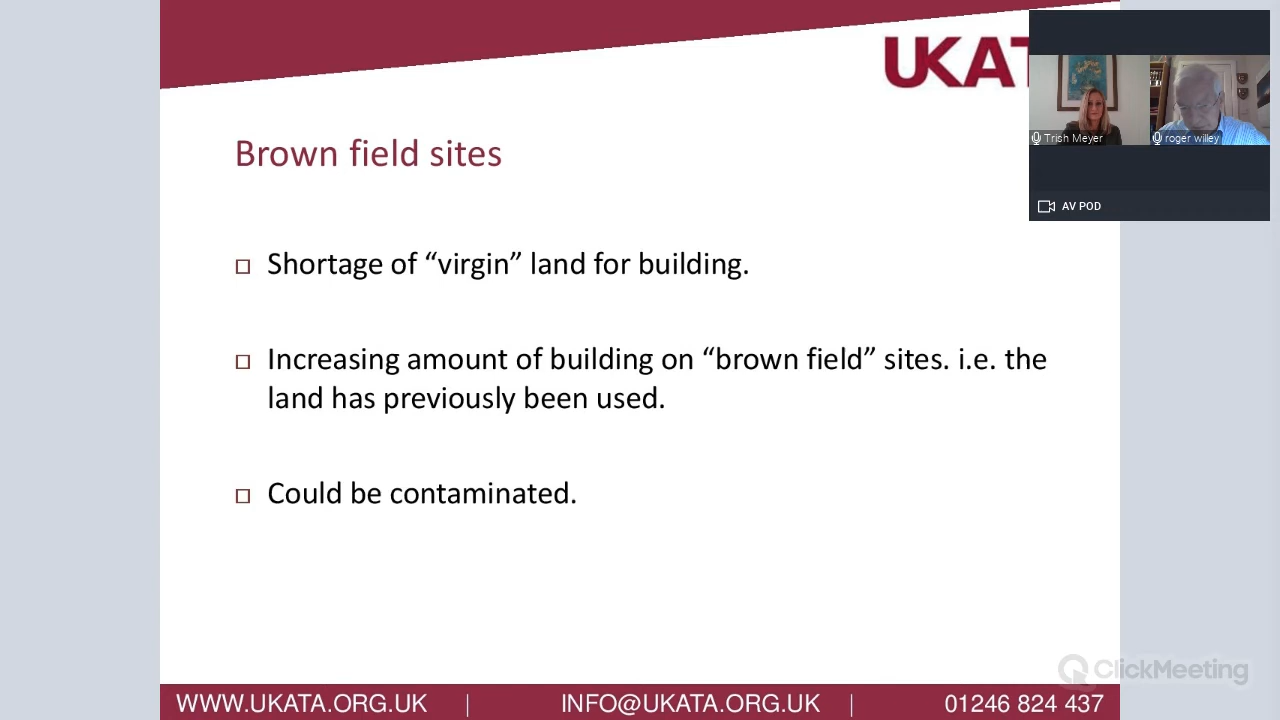 UKAT
Trish Meyer
roger willey
AV POD
Brown field sites
Shortage of “virgin” land for building.
Increasing amount of building on “brown field” sites. i.e. the
land has previously been used.
Could be contaminated.
ClickMeeting
WWW.UKATA.ORG.UK | INFO@UKATA.ORG.UK | 01246 824 437